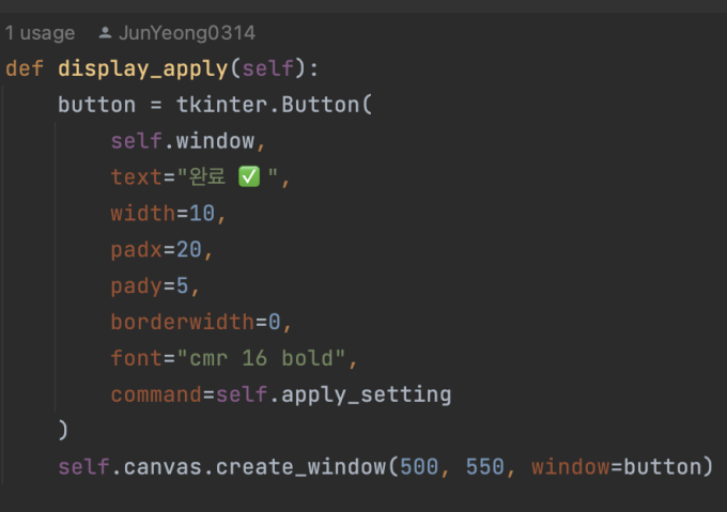 1 usage JunYeong0314
def display_apply(self):
    button = tkinter.Button(
        self.window,
        text="완료 ✅ ",
        width=10,
        padx=20,
        pady=5,
        borderwidth=0,
        font="cmr 16 bold",
        command=self.apply_setting
    )
    self.canvas.create_window(500, 550, window=button)